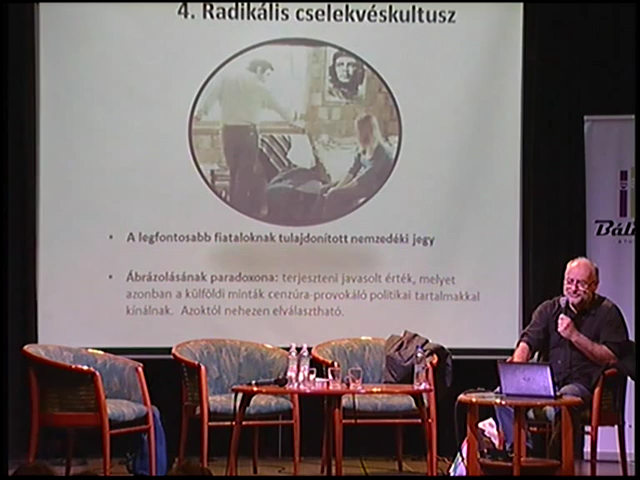 4. Radikális cselekvéskultusz
• A legfontosabb fiataloknak tulajdonított nemzedéki jegy
• Ábrázolásának paradoxona: terjeszteni javasolt érték, melyet
azonban a külföldi minták cenzúra-provokáló politikai tartalmakkal
kínálnak. Azoktól nehezen elválasztható.